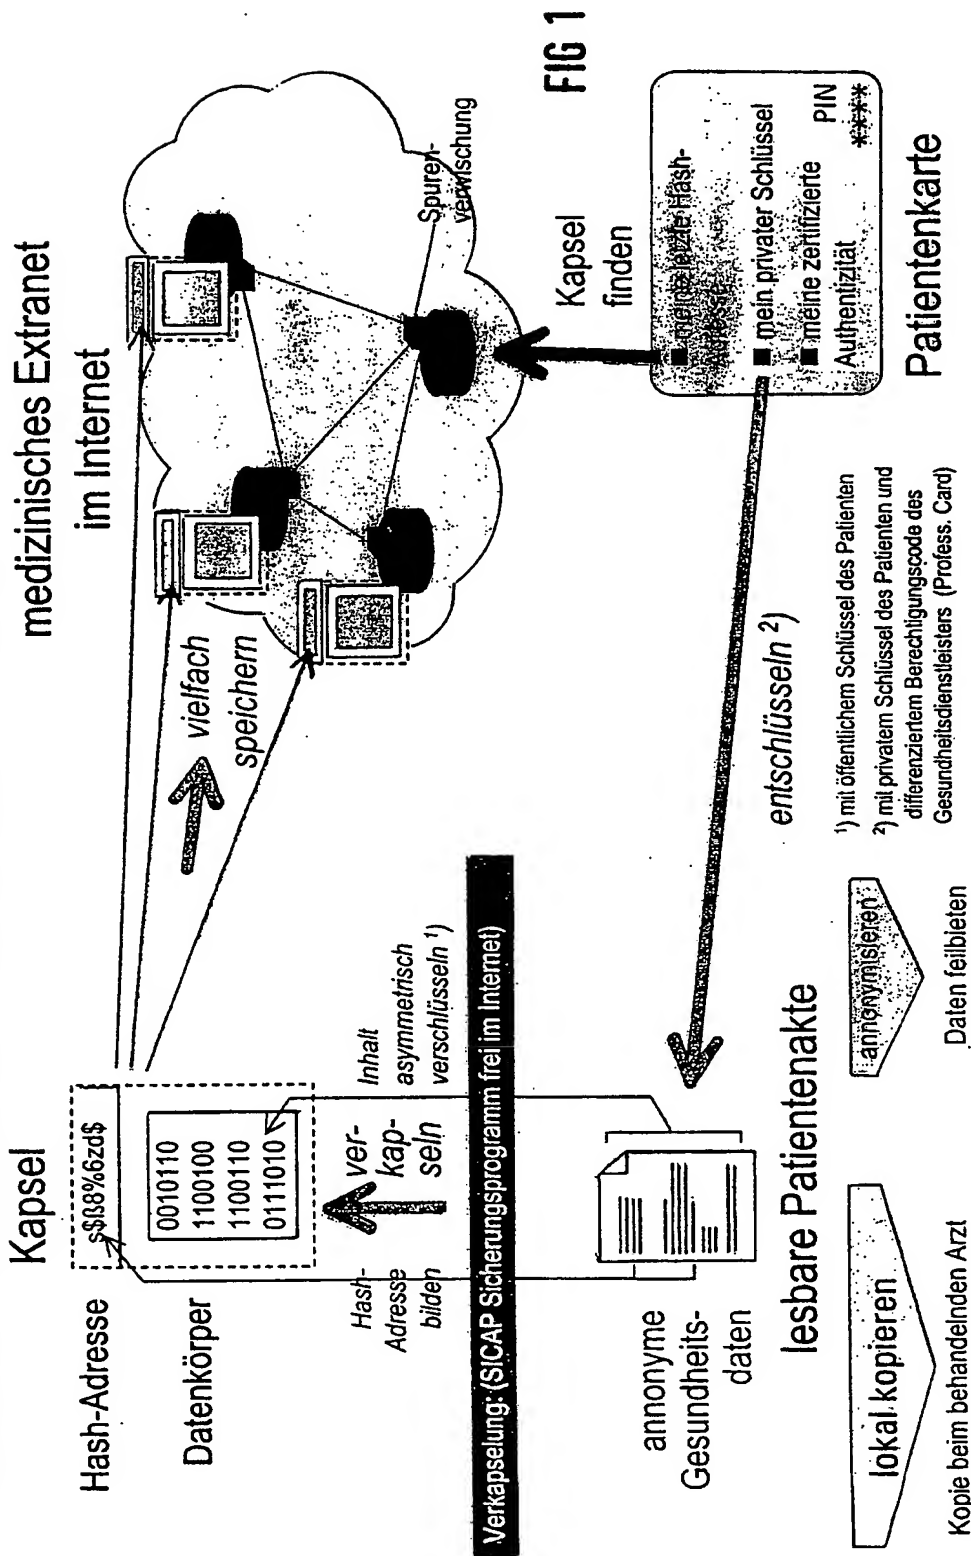 Kapsel
medizinisches Extranet
im Internet
Hash-Adresse
s$ß8%6zd$
Datenkörper
0010110
1100100
1100110
0111010
vielfach
speichern
Spuren-
verwischung
Hash-
Adresse
bilden
ver-
kap-
seln
Inhalt
asymmetrisch
verschlüsseln ¹)
Verkapselung: (SICAP Sicherungsprogramm frei im Internet)
Kapsel
finden
FIG 1
annonyme
Gesundheits-
daten
lesbare Patientenakte
entschlüsseln ²)
meine letzte Hash-
Adresse
mein privater Schlüssel
meine zertifizierte
Authentizität
PIN
****
Patientenkarte
lokal kopieren
Kopie beim behandelnden Arzt
annonymisieren
Daten feilbieten
¹) mit öffentlichem Schlüssel des Patienten
²) mit privatem Schlüssel des Patienten und
differenziertem Berechtigungscode des
Gesundheitsdienstleisters (Profess. Card)